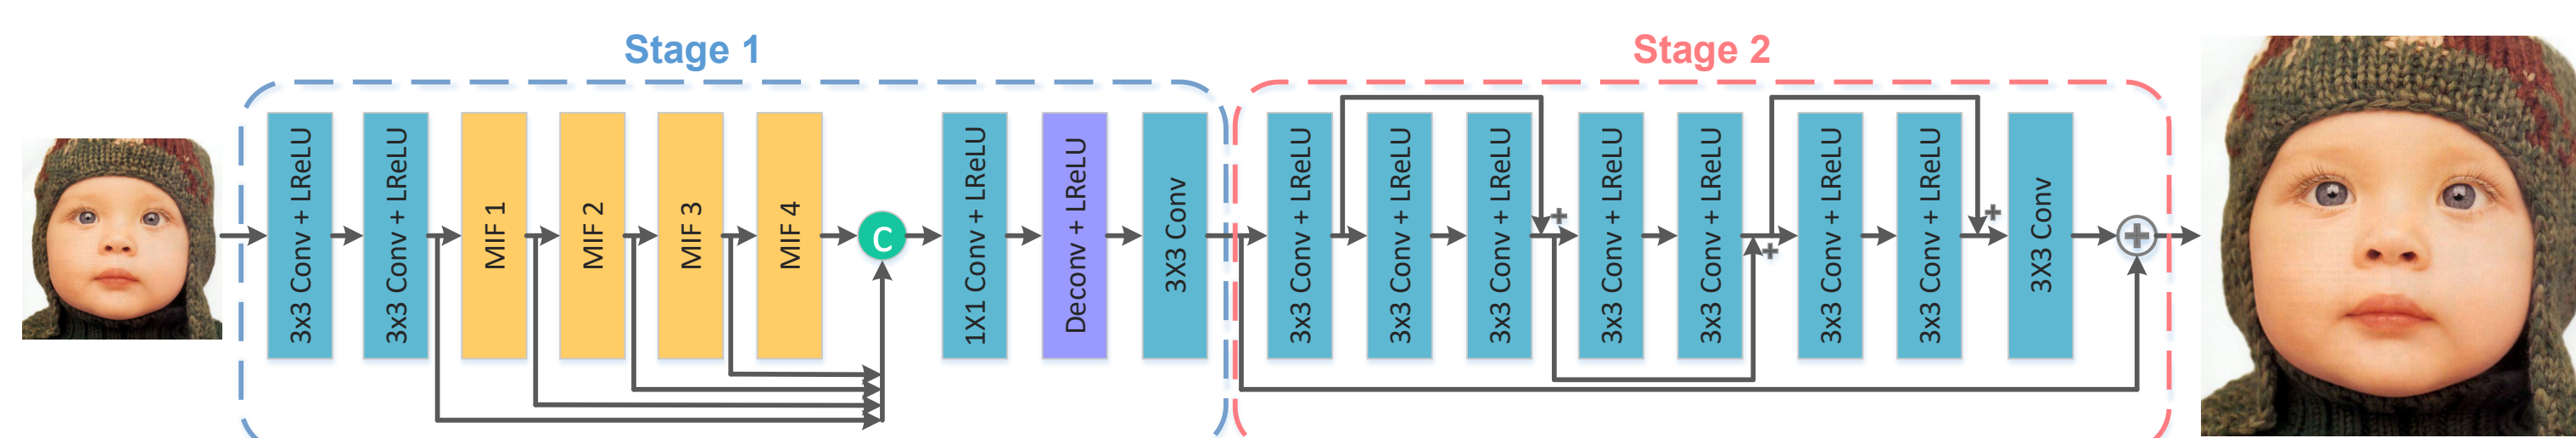 Stage 1
Stage 2
3x3 Conv + LReLU
3x3 Conv + LReLU
MIF 1
MIF 2
MIF 3
MIF 4
C
1X1 Conv + LReLU
Deconv + LReLU
3X3 Conv
3x3 Conv + LReLU
3x3 Conv + LReLU
3x3 Conv + LReLU
+
3x3 Conv + LReLU
3x3 Conv + LReLU
+
3x3 Conv + LReLU
3x3 Conv + LReLU
+
3X3 Conv
+